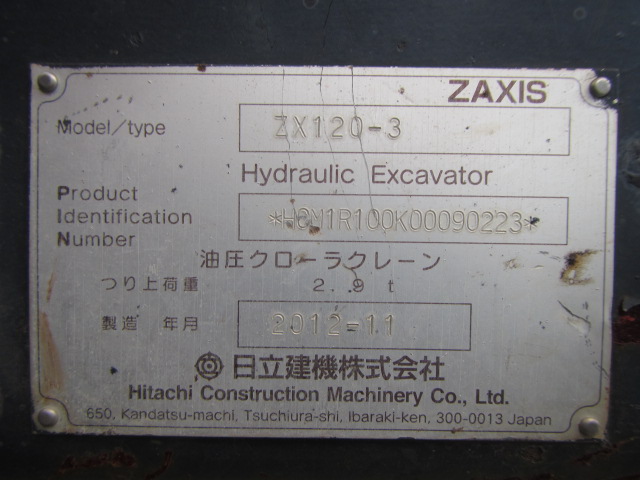 ZAXIS
Model/type ZX120-3
Hydraulic Excavator
Product
Identification *HCM1R100K00090223*
Number
油圧クローラクレーン
つり上荷重 2.9 t
製造 年月 2012-11
日立建機株式会社
Hitachi Construction Machinery Co., Ltd.
650, Kandatsu-machi, Tsuchiura-shi, Ibaraki-ken, 300-0013 Japan